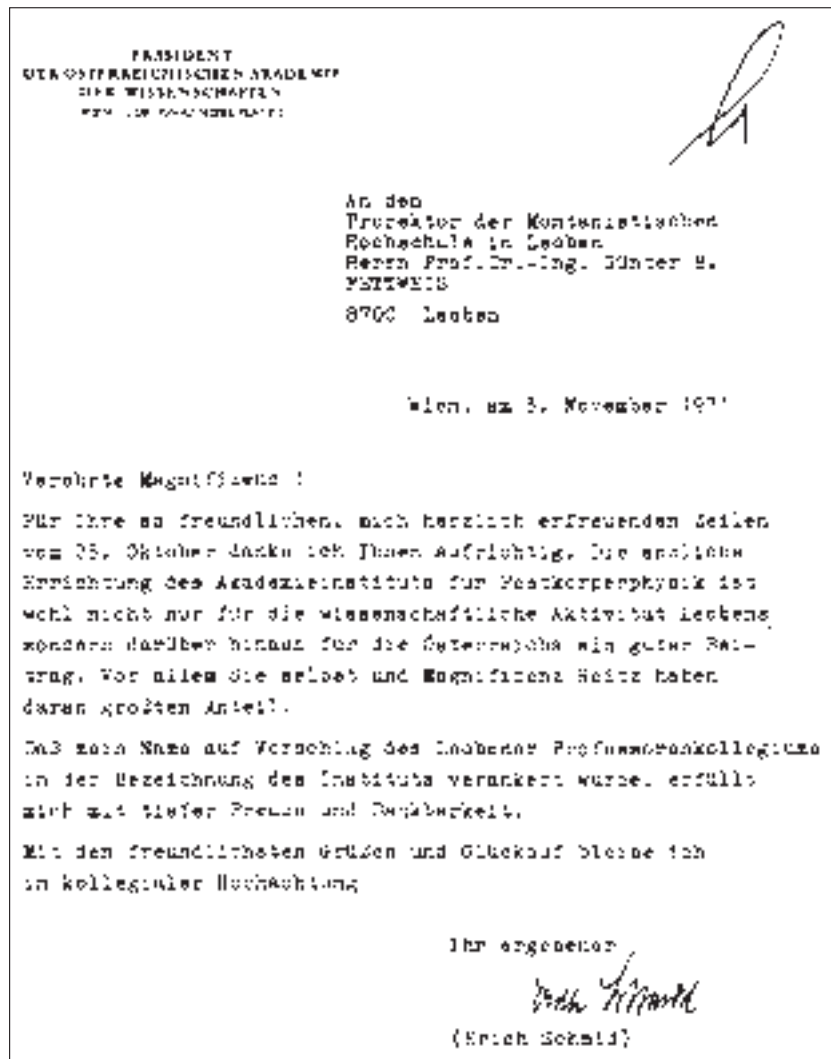 PRÄSIDENT
DER ÖSTERREICHISCHEN AKADEMIE
DER WISSENSCHAFTEN
An den
Prorektor der Montanistischen
Hochschule in Leoben
Herrn Prof.Dr.-Ing. Günter B.
FETTWEIS
8700 Leoben
Wien, am 3. November 197
Verehrte Magnifizenz !
Für Ihre so freundlichen, mich herzlich erfreuenden Zeilen
vom Oktober danke ich Ihnen aufrichtig. Die endliche
Errichtung des Akademieinstituts für Festkörperphysik ist
wohl nicht nur für die wissenschaftliche Aktivität Leobens
sondern darüber hinaus für die Österreichs ein guter Bei-
trag. Vor allem Sie selbst und Magnifizenz Weitz haben
daran großten Anteil.
Daß mein Name auf Vorschlag des Leobener Professorenkollegiums
in der Bezeichnung des Instituts verankert wurde, erfüllt
mich mit tiefer Freude und Dankbarkeit.
Mit den freundlichsten Grüßen und Glückauf bleibe ich
in kollegialer Hochachtung
Ihr ergebener
(Erich Schmid)